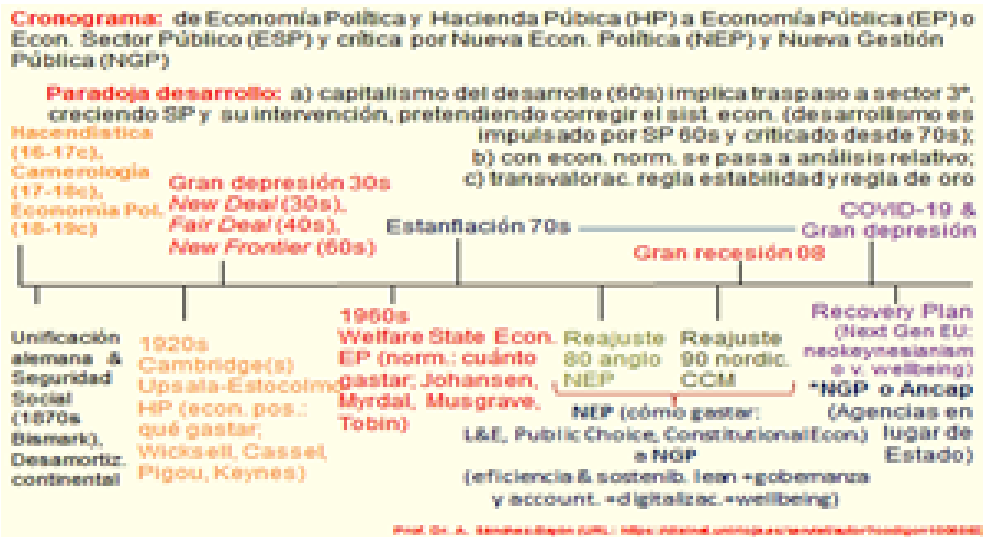 Cronograma: de Economía Política y Hacienda Púbica (HP) a Economía Pública (EP) o
Econ. Sector Público (ESP) y crítica por Nueva Econ. Política (NEP) y Nueva Gestión
Pública (NGP)
Paradoja desarrollo: a) capitalismo del desarrollo (60s) implica traspaso a sector 3º,
creciendo SP y su intervención, pretendiendo corregir el sist. econ. (desarrollismo es
impulsado por SP 60s y criticado desde 70s);
b) con econ. norm. se pasa a análisis relativo;
c) transvalorac. regla estabilidad y regla de oro
Hacendística
(16-17c),
Camerología
(17-18c),
Economía Pol.
(18-19c)
Gran depresión 30s
New Deal (30s),
Fair Deal (40s),
New Frontier (60s)
Estanflación 70s
Gran recesión 08
COVID-19 &
Gran depresión
Unificación
alemana &
Seguridad
Social
(1870s
Bismark),
Desamortiz.
continental
1920s
Cambridge(s)
Upsala-Estocolmo
HP (econ. pos.:
qué gastar;
Wicksell, Cassel,
Pigou, Keynes)
1960s
Welfare State Econ.
EP (norm.: cuánto
gastar; Johansen,
Myrdal, Musgrave,
Tobin)
Reajuste
80 anglo
NEP
Reajuste
90 nordic.
CCM
NEP (cómo gastar:
L&E, Public Choice, Constitutional Econ.)
a NGP
(eficiencia & sostenib. lean +gobernanza
y account. +digitalizac.+wellbeing)
Recovery Plan
(Next Gen EU:
neokeynesianism
o v. wellbeing)
*NGP o Ancap
(Agencias en
lugar de
Estado)
Prof. Dr. A. Sánchez-Bayón (URL: